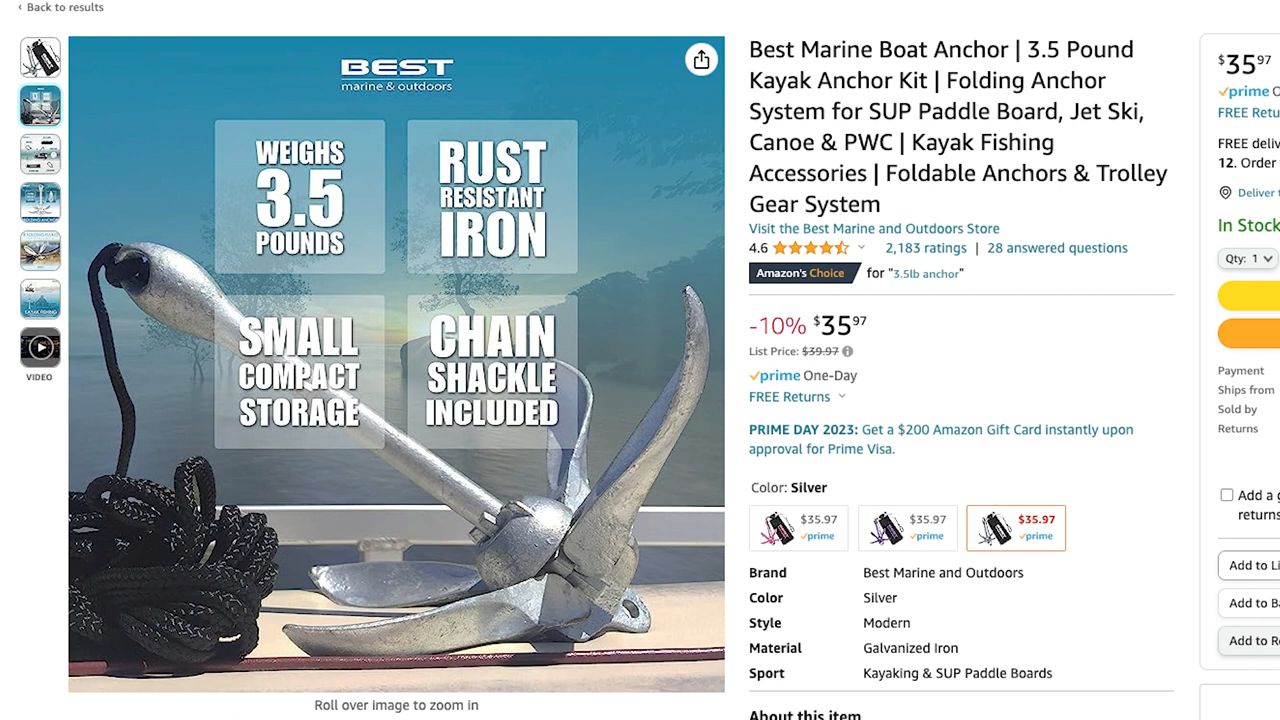 ‹ Back to results
BEST
marine & outdoors
WEIGHS
3.5
POUNDS
RUST
RESISTANT
IRON
SMALL
COMPACT
STORAGE
CHAIN
SHACKLE
INCLUDED
VIDEO
Roll over image to zoom in
Best Marine Boat Anchor | 3.5 Pound
Kayak Anchor Kit | Folding Anchor
System for SUP Paddle Board, Jet Ski,
Canoe & PWC | Kayak Fishing
Accessories | Foldable Anchors & Trolley
Gear System
Visit the Best Marine and Outdoors Store
4.6 2,183 ratings | 28 answered questions
Amazon's Choice for "3.5lb anchor"
-10% $35 97
List Price: $39.97
prime One-Day
FREE Returns
PRIME DAY 2023: Get a $200 Amazon Gift Card instantly upon
approval for Prime Visa.
Color: Silver
$35.97 $35.97 $35.97
prime prime prime
Brand Best Marine and Outdoors
Color Silver
Style Modern
Material Galvanized Iron
Sport Kayaking & SUP Paddle Boards
About this item
$35 97
prime O
FREE Retu
FREE deliv
12. Order
Deliver t
In Stock
Qty: 1
Payment
Ships from
Sold by
Returns
Add a g
returns
Add to Li
Add to Ba
Add to Re